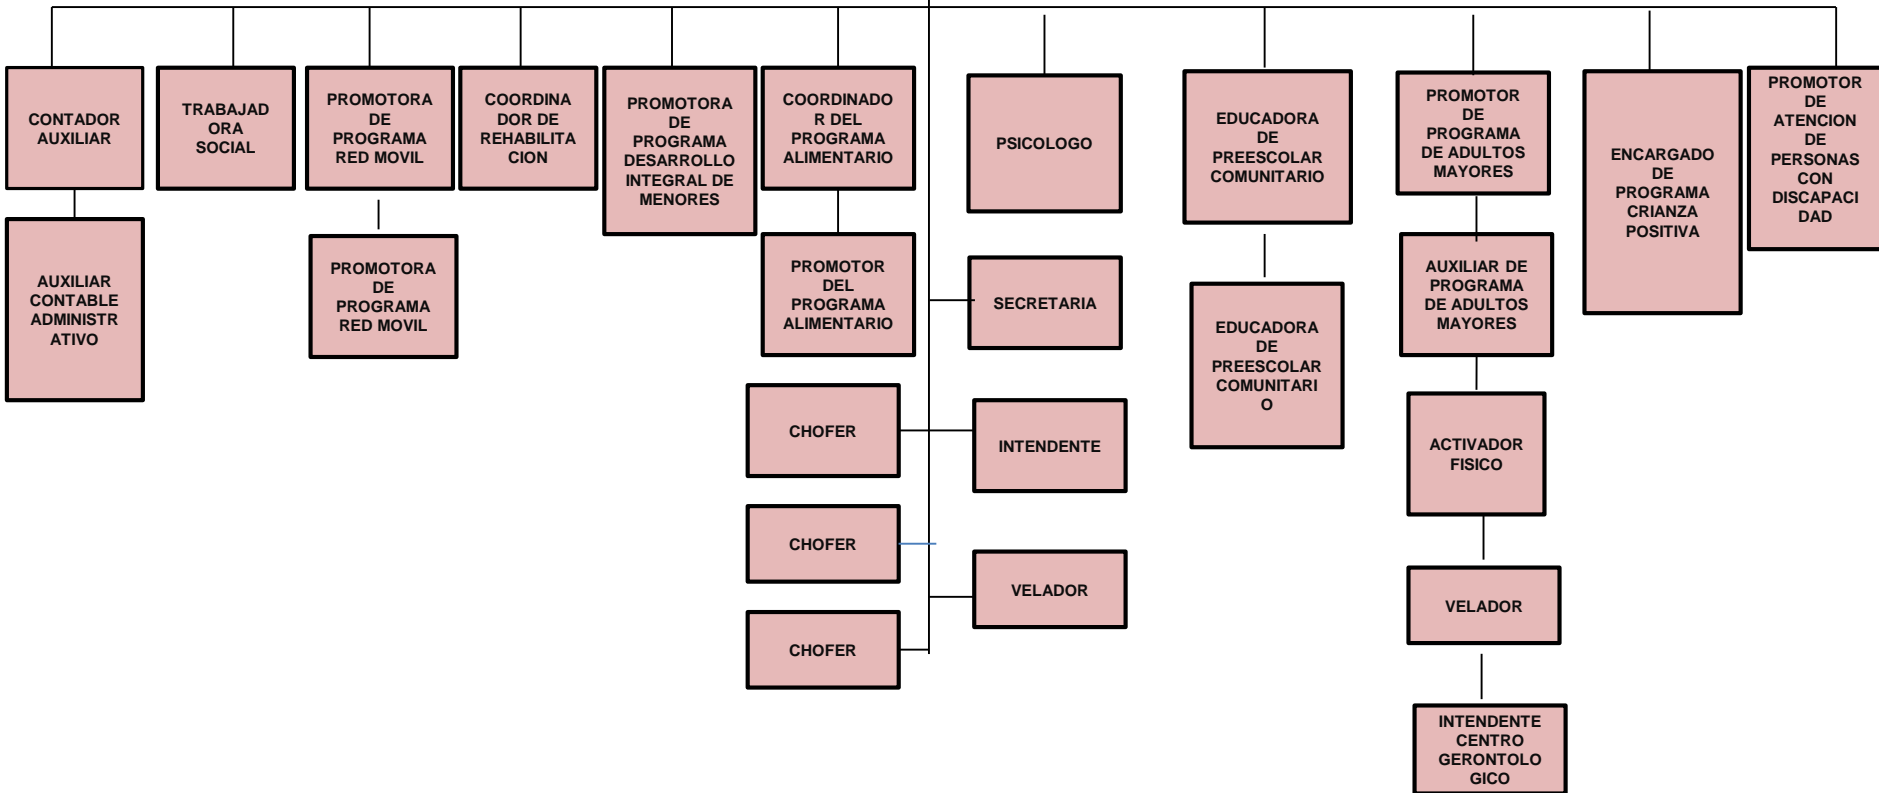 CONTADOR
AUXILIAR
TRABAJAD
ORA
SOCIAL
PROMOTORA
DE
PROGRAMA
RED MOVIL
COORDINA
DOR DE
REHABILITA
CION
PROMOTORA
DE
PROGRAMA
DESARROLLO
INTEGRAL DE
MENORES
COORDINADO
R DEL
PROGRAMA
ALIMENTARIO
PSICOLOGO
EDUCADORA
DE
PREESCOLAR
COMUNITARIO
PROMOTOR
DE
PROGRAMA
DE ADULTOS
MAYORES
ENCARGADO
DE
PROGRAMA
CRIANZA
POSITIVA
PROMOTOR
DE
ATENCION
DE
PERSONAS
CON
DISCAPACI
DAD
AUXILIAR
CONTABLE
ADMINISTR
ATIVO
PROMOTORA
DE
PROGRAMA
RED MOVIL
PROMOTOR
DEL
PROGRAMA
ALIMENTARIO
SECRETARIA
EDUCADORA
DE
PREESCOLAR
COMUNITARI
O
AUXILIAR DE
PROGRAMA
DE ADULTOS
MAYORES
CHOFER
INTENDENTE
ACTIVADOR
FISICO
CHOFER
VELADOR
VELADOR
CHOFER
INTENDENTE
CENTRO
GERONTOLO
GICO